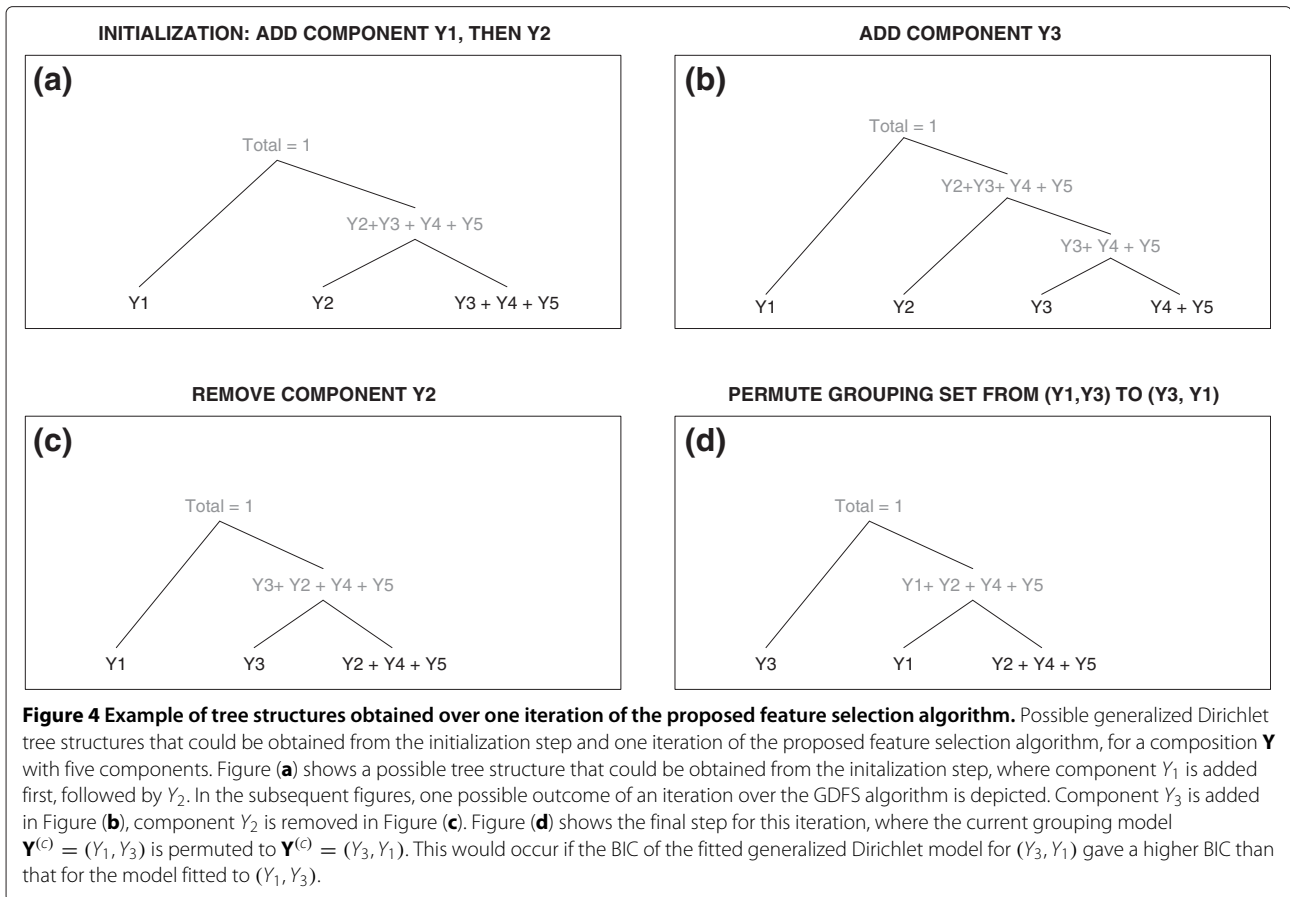 INITIALIZATION: ADD COMPONENT Y1, THEN Y2
(a)
Total = 1
Y2+Y3 + Y4 + Y5
Y1
Y2
Y3 + Y4 + Y5
ADD COMPONENT Y3
(b)
Total = 1
Y2+Y3+ Y4 + Y5
Y3+ Y4 + Y5
Y1
Y2
Y3
Y4 + Y5
REMOVE COMPONENT Y2
(c)
Total = 1
Y3+ Y2 + Y4 + Y5
Y1
Y3
Y2 + Y4 + Y5
PERMUTE GROUPING SET FROM (Y1,Y3) TO (Y3, Y1)
(d)
Total = 1
Y1+ Y2 + Y4 + Y5
Y3
Y1
Y2 + Y4 + Y5
Figure 4 Example of tree structures obtained over one iteration of the proposed feature selection algorithm. Possible generalized Dirichlet
tree structures that could be obtained from the initialization step and one iteration of the proposed feature selection algorithm, for a composition Y
with five components. Figure (a) shows a possible tree structure that could be obtained from the initalization step, where component Y₁ is added
first, followed by Y₂. In the subsequent figures, one possible outcome of an iteration over the GDFS algorithm is depicted. Component Y₃ is added
in Figure (b), component Y₂ is removed in Figure (c). Figure (d) shows the final step for this iteration, where the current grouping model
Y⁽ᶜ⁾ = (Y₁, Y₃) is permuted to Y⁽ᶜ⁾ = (Y₃, Y₁). This would occur if the BIC of the fitted generalized Dirichlet model for (Y₃, Y₁) gave a higher BIC than
that for the model fitted to (Y₁, Y₃).